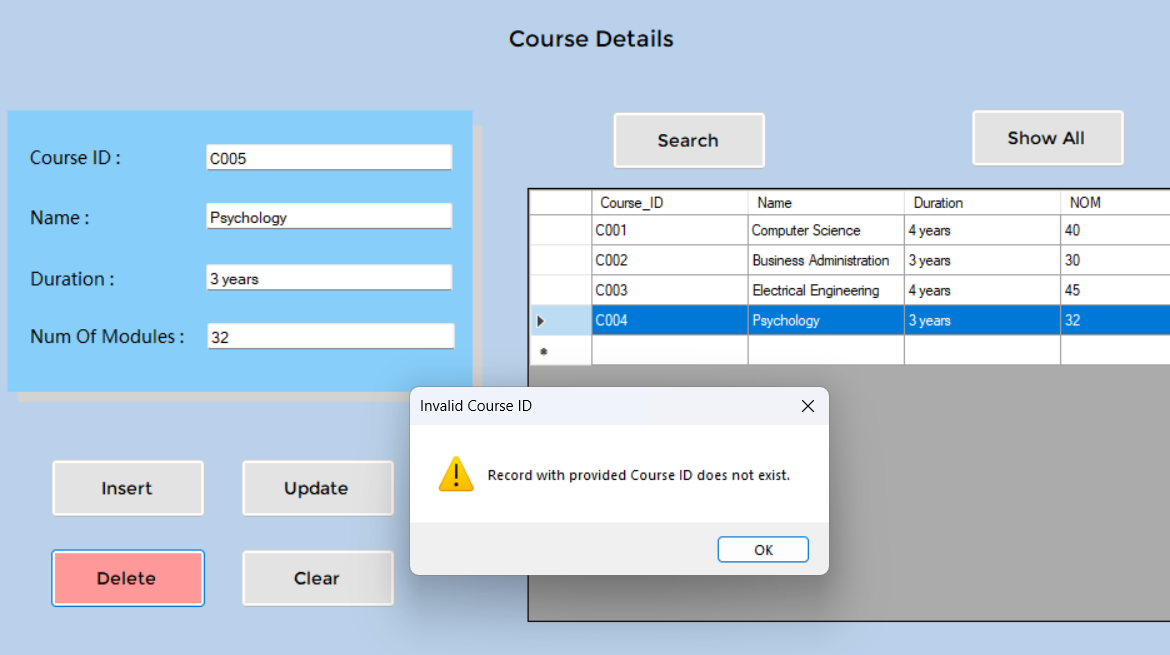 Course Details
Course ID : C005
Name : Psychology
Duration : 3 years
Num Of Modules : 32
Search Show All
Course_ID Name Duration NOM
C001 Computer Science 4 years 40
C002 Business Administration 3 years 30
C003 Electrical Engineering 4 years 45
C004 Psychology 3 years 32
Invalid Course ID
Record with provided Course ID does not exist.
OK
Insert Update
Delete Clear